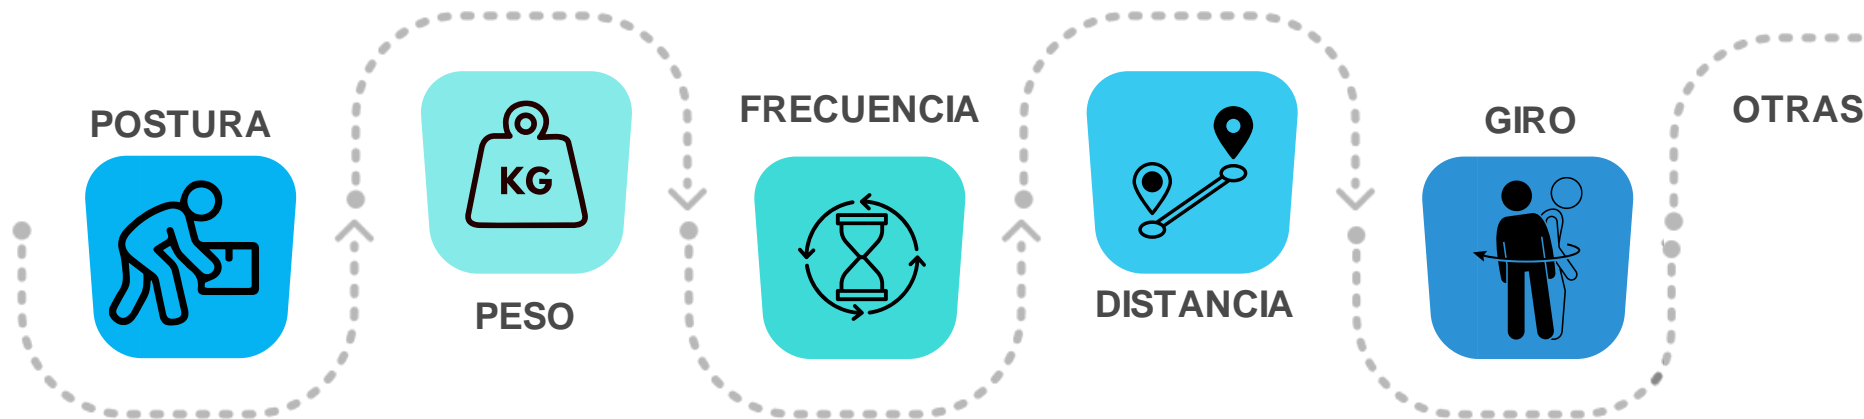 POSTURA
KG
PESO
FRECUENCIA
DISTANCIA
GIRO
OTRAS